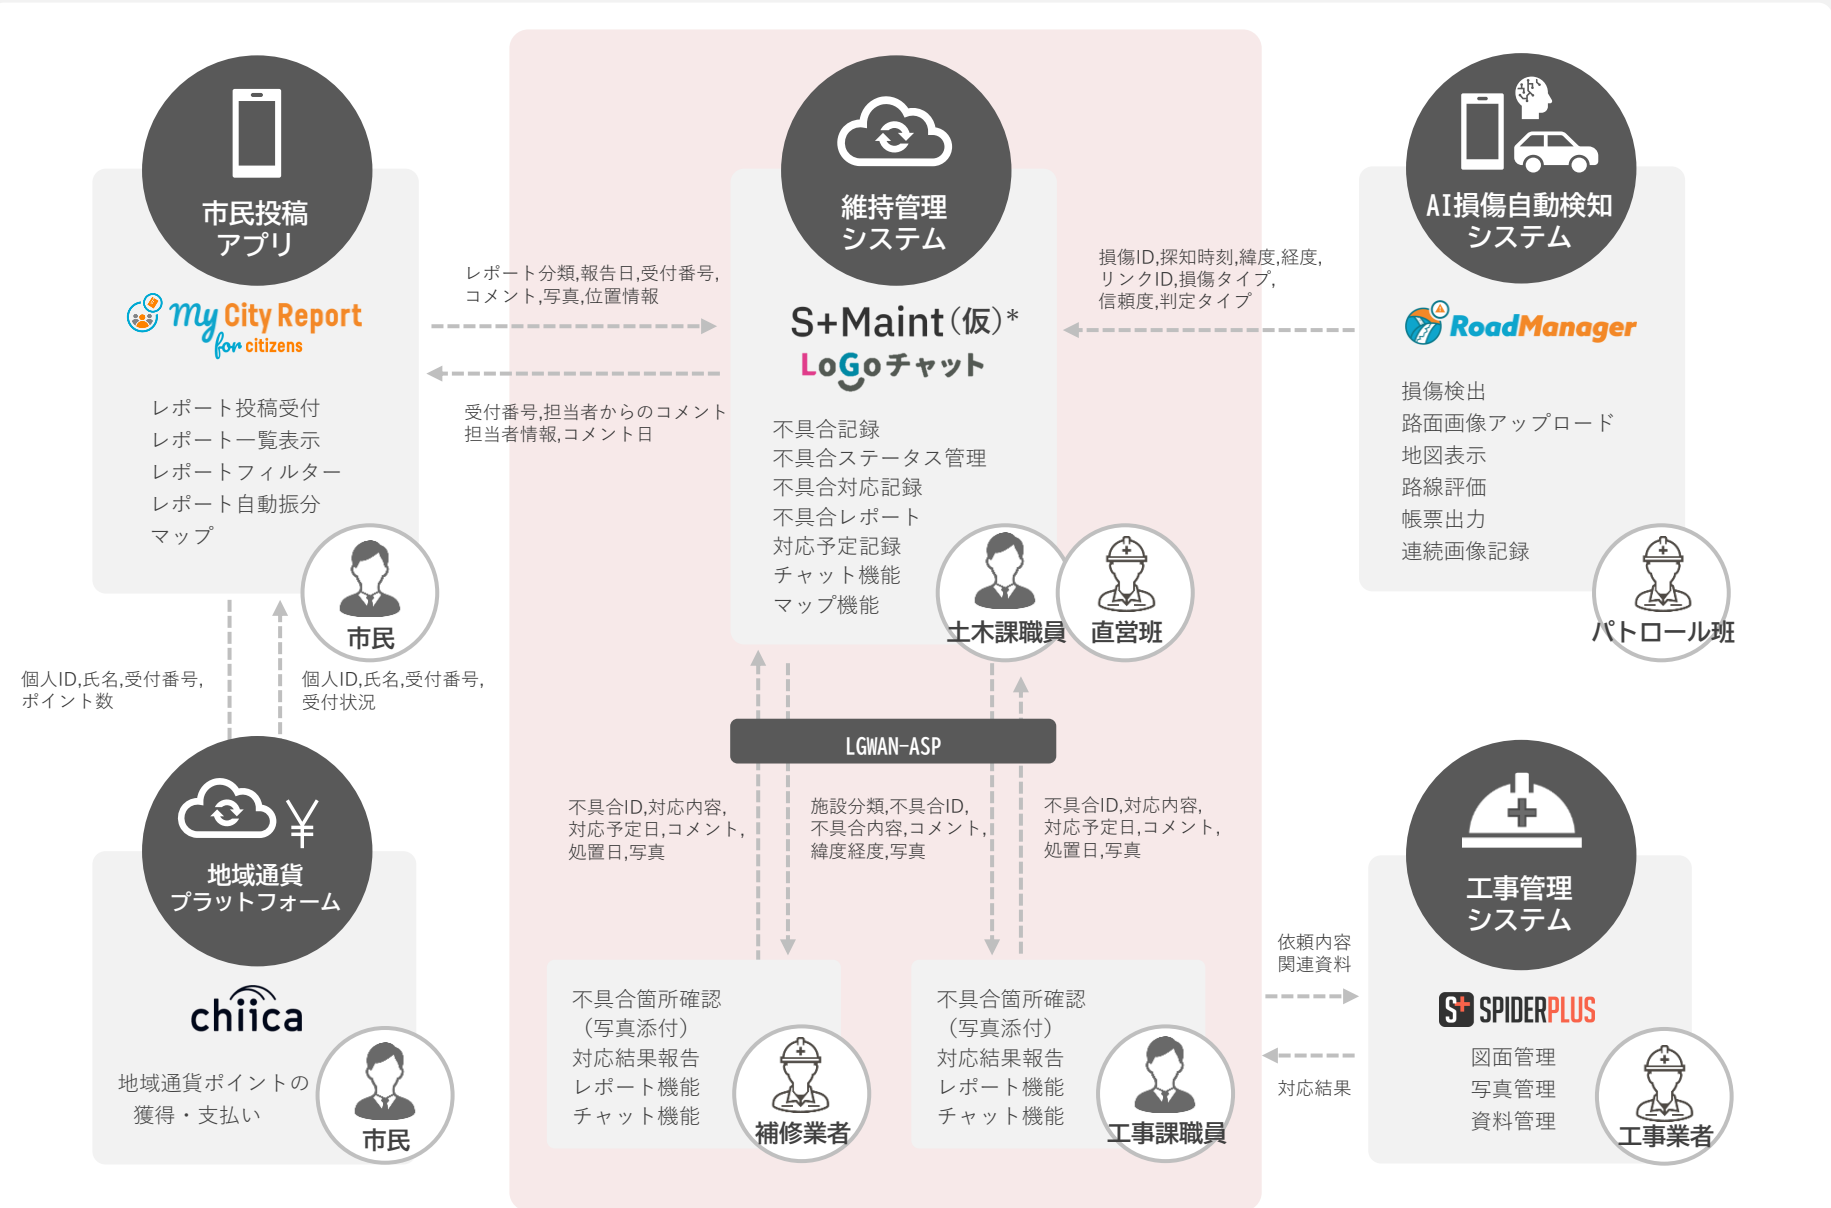 市民投稿
アプリ
My City Report
for citizens
レポート投稿受付
レポート一覧表示
レポートフィルター
レポート自動振分
マップ
市民
レポート分類,報告日,受付番号,
コメント,写真,位置情報
受付番号,担当者からのコメント
担当者情報,コメント日
維持管理
システム
S+Maint(仮)*
LoGoチャット
不具合記録
不具合ステータス管理
不具合対応記録
不具合レポート
対応予定記録
チャット機能
マップ機能
土木課職員
直営班
損傷ID,探知時刻,緯度,経度,
リンクID,損傷タイプ,
信頼度,判定タイプ
AI損傷自動検知
システム
RoadManager
損傷検出
路面画像アップロード
地図表示
路線評価
帳票出力
連続画像記録
パトロール班
個人ID,氏名,受付番号,
ポイント数
個人ID,氏名,受付番号,
受付状況
¥
地域通貨
プラットフォーム
chiica
地域通貨ポイントの
獲得・支払い
市民
LGWAN-ASP
不具合ID,対応内容,
対応予定日,コメント,
処置日,写真
施設分類,不具合ID,
不具合内容,コメント,
緯度経度,写真
不具合ID,対応内容,
対応予定日,コメント,
処置日,写真
不具合箇所確認
（写真添付）
対応結果報告
レポート機能
チャット機能
補修業者
不具合箇所確認
（写真添付）
対応結果報告
レポート機能
チャット機能
工事課職員
依頼内容
関連資料
対応結果
工事管理
システム
S+ SPIDERPLUS
図面管理
写真管理
資料管理
工事業者